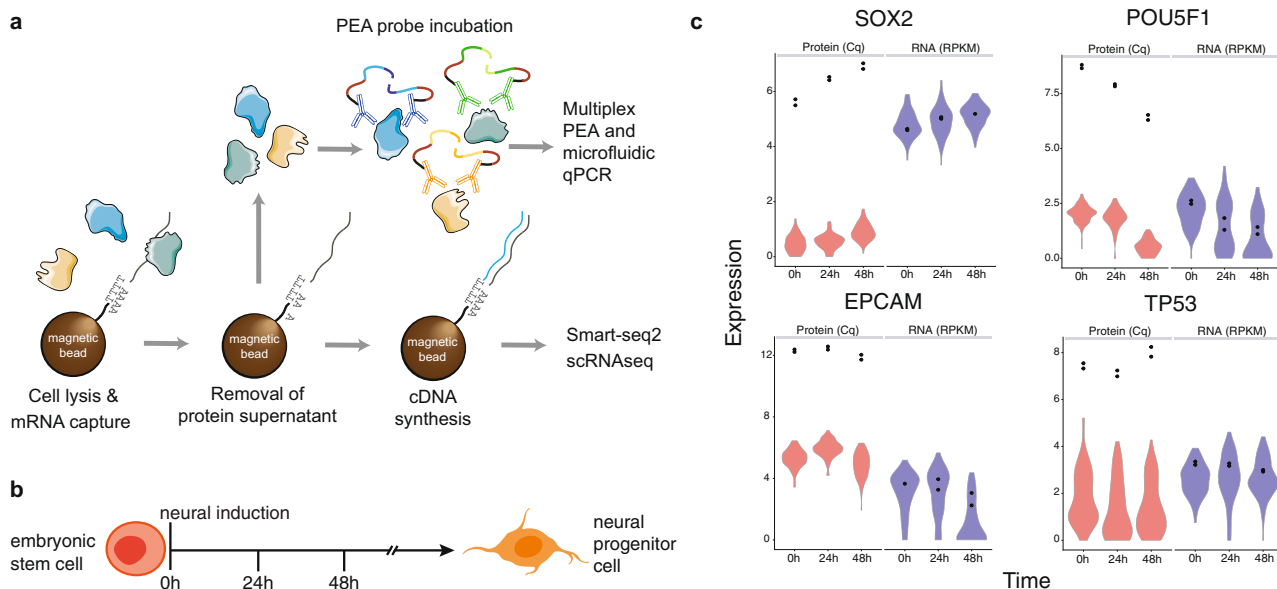 a
PEA probe incubation
Multiplex
PEA and
microfluidic
qPCR
TTTT
AAAA
magnetic
bead
Cell lysis &
mRNA capture
magnetic
bead
Removal of
protein supernatant
magnetic
bead
cDNA
synthesis
Smart-seq2
scRNAseq
b
embryonic
stem cell
neural induction
0h
24h
48h
neural
progenitor
cell
c
Expression
SOX2
Protein (Cq)
RNA (RPKM)
6
4
2
0
0h 24h 48h 0h 24h 48h
POU5F1
Protein (Cq)
RNA (RPKM)
7.5
5.0
2.5
0.0
0h 24h 48h 0h 24h 48h
EPCAM
Protein (Cq)
RNA (RPKM)
12
8
4
0
0h 24h 48h 0h 24h 48h
TP53
Protein (Cq)
RNA (RPKM)
8
6
4
2
0
0h 24h 48h 0h 24h 48h
Time